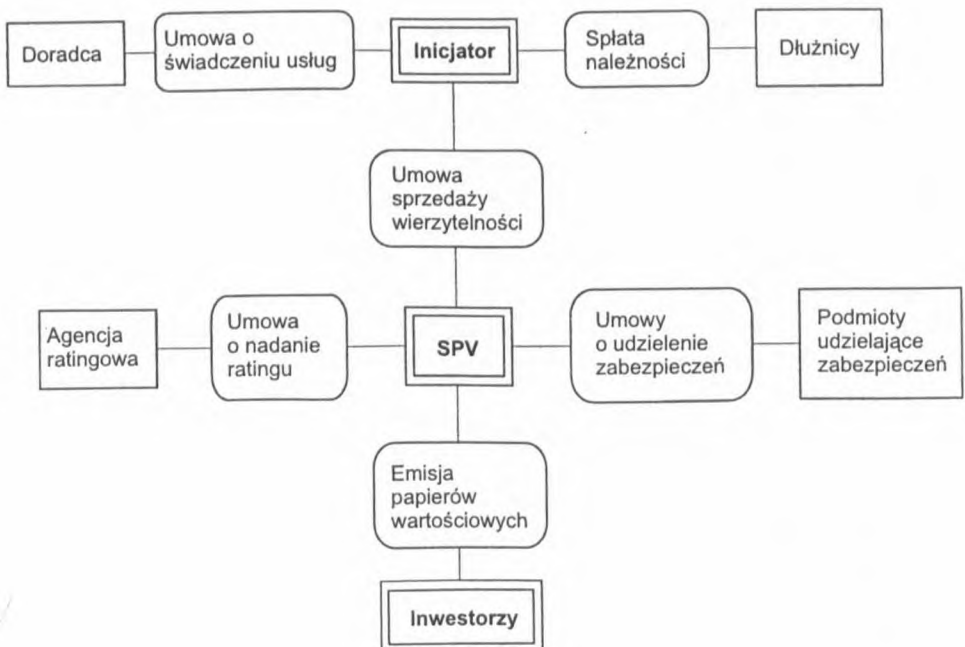 Doradca
Umowa o
świadczeniu usług
Inicjator
Spłata
należności
Dłużnicy
Umowa
sprzedaży
wierzytelności
Agencja
ratingowa
Umowa
o nadanie
ratingu
SPV
Umowy
o udzielenie
zabezpieczeń
Podmioty
udzielające
zabezpieczeń
Emisja
papierów
wartościowych
Inwestorzy